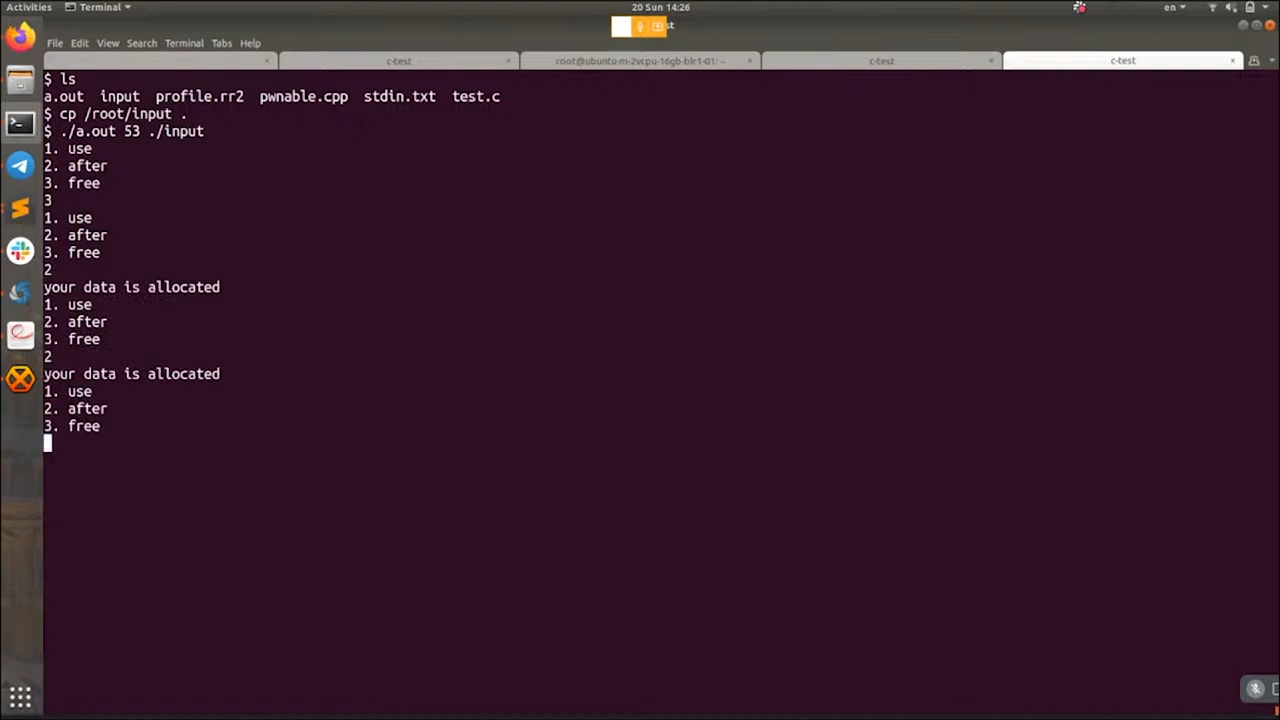 Activities Terminal 20 Sun 14:26 en
st
File Edit View Search Terminal Tabs Help
c-test root@ubuntu-m-2vcpu-16gb-blr1-01: ~ c-test c-test
$ ls
a.out input profile.rr2 pwnable.cpp stdin.txt test.c
$ cp /root/input .
$ ./a.out 53 ./input
1. use
2. after
3. free
3
1. use
2. after
3. free
2
your data is allocated
1. use
2. after
3. free
2
your data is allocated
1. use
2. after
3. free